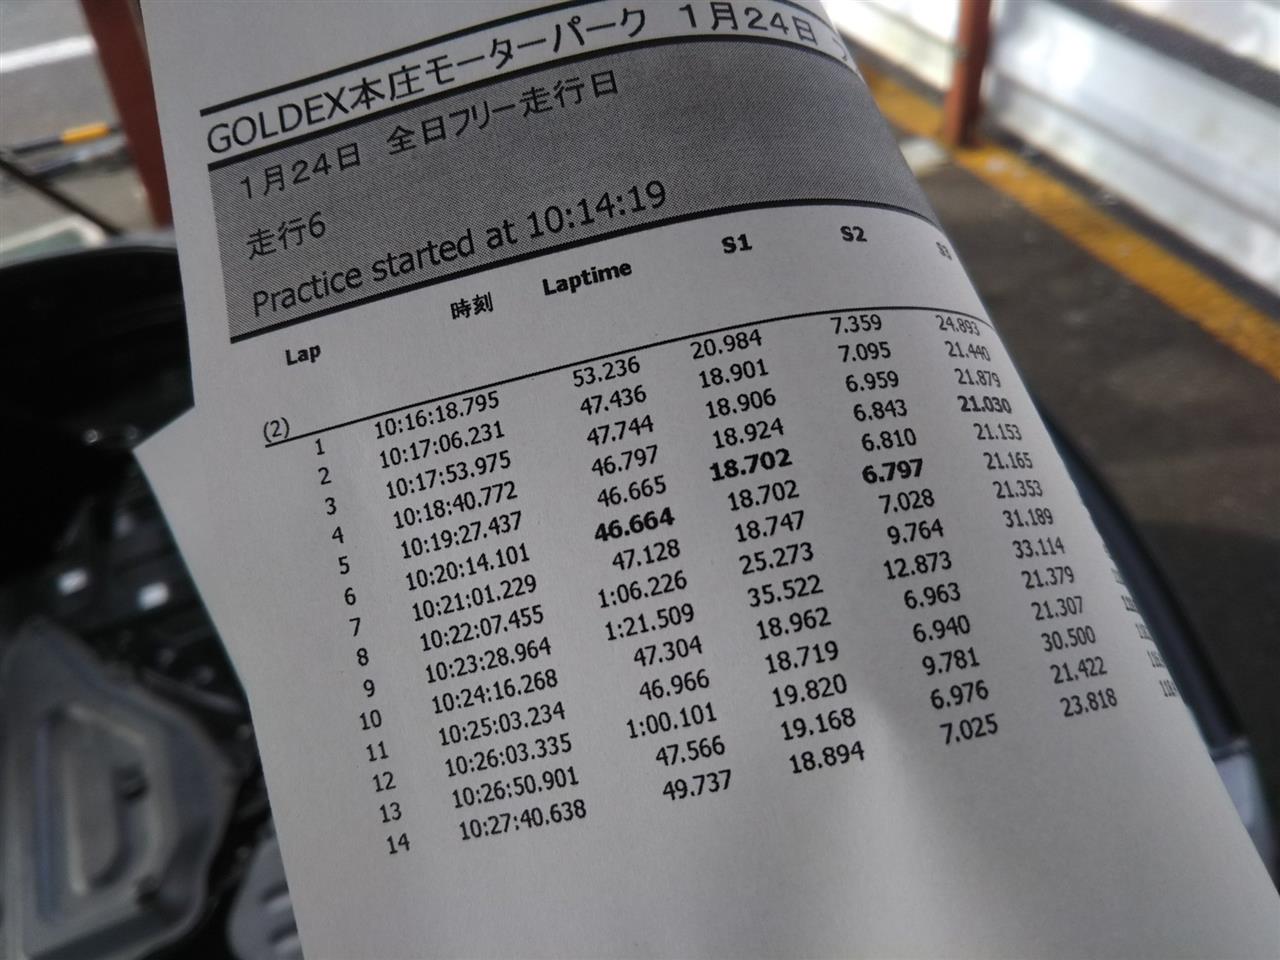 GOLDEX本庄モーターパーク 1月24日
1月24日 全日フリー走行日
走行6
Practice started at 10:14:19
Lap 時刻 Laptime S1 S2 S3
(2)
1 10:16:18.795 53.236 20.984 7.359 24.893
2 10:17:06.231 47.436 18.901 7.095 21.440
3 10:17:53.975 47.744 18.906 6.959 21.879
4 10:18:40.772 46.797 18.924 6.843 21.030
5 10:19:27.437 46.665 18.702 6.810 21.153
6 10:20:14.101 46.664 18.702 6.797 21.165
7 10:21:01.229 47.128 18.747 7.028 21.353
8 10:22:07.455 1:06.226 25.273 9.764 31.189
9 10:23:28.964 1:21.509 35.522 12.873 33.114
10 10:24:16.268 47.304 18.962 6.963 21.379
11 10:25:03.234 46.966 18.719 6.940 21.307
12 10:26:03.335 1:00.101 19.820 9.781 30.500
13 10:26:50.901 47.566 19.168 6.976 21.422
14 10:27:40.638 49.737 18.894 7.025 23.818